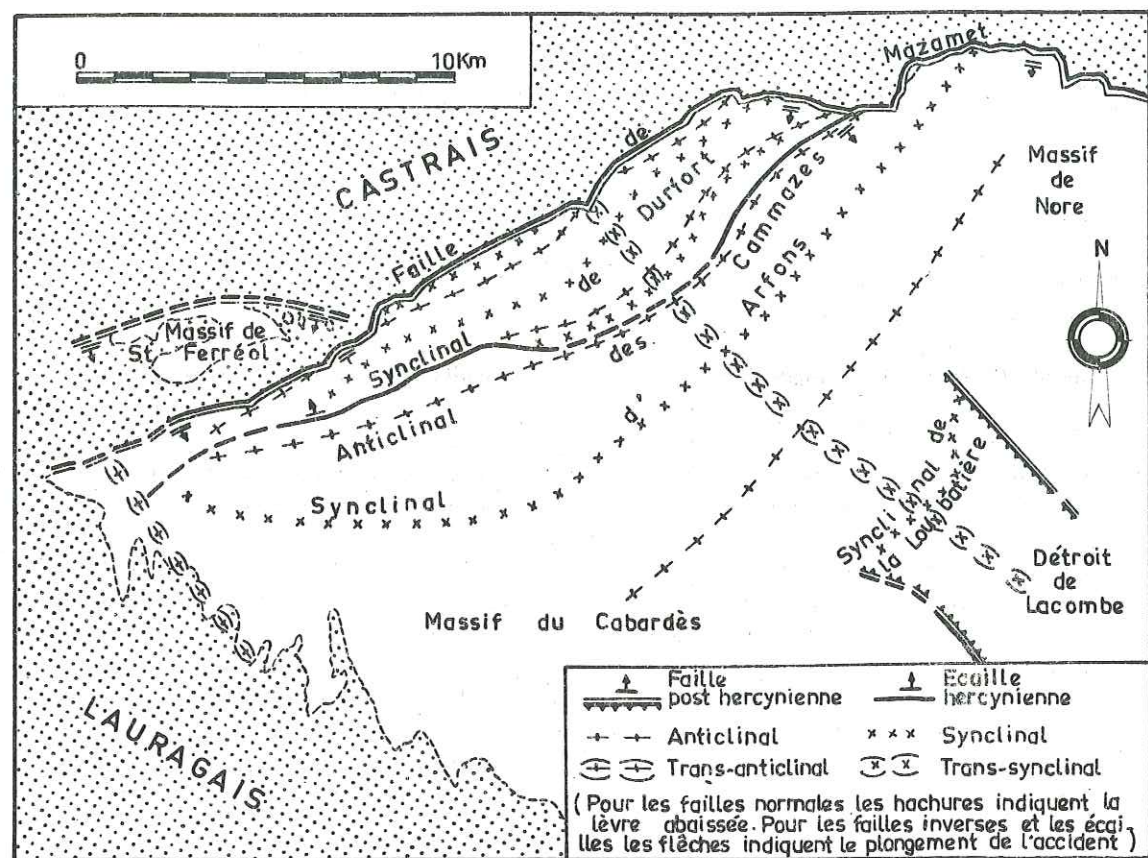 0 10Km
CASTRAIS
Faille de Mazamet
Massif
de
Nore
N
Massif de
St-Ferréol
Synclinal de Durfort
Anticlinal des Cammazes
Synclinal d' Arfons
Synclinal de
la Loubatière
Détroit
de
Lacombe
Massif du Cabardès
LAURAGAIS
Faille
post hercynienne
Ecaille
hercynienne
Anticlinal
Synclinal
Trans-anticlinal
Trans-synclinal
(Pour les failles normales les hachures indiquent la
lèvre abaissée. Pour les failles inverses et les écai_
lles les flêches indiquent le plongement de l'accident)